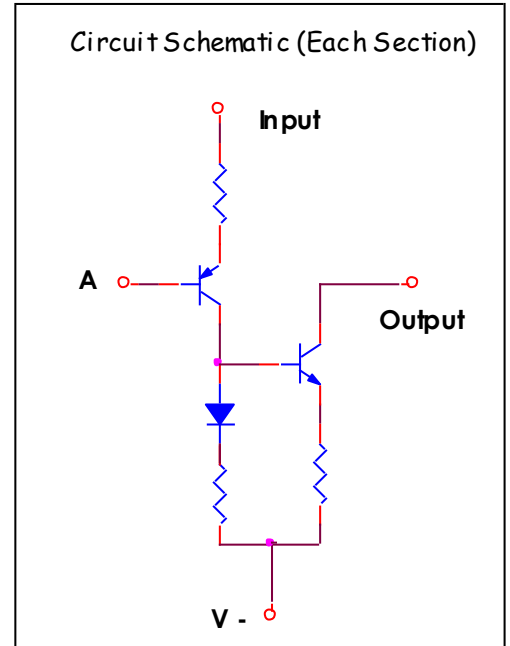 Circuit Schematic (Each Section)
Input
A
Output
V -